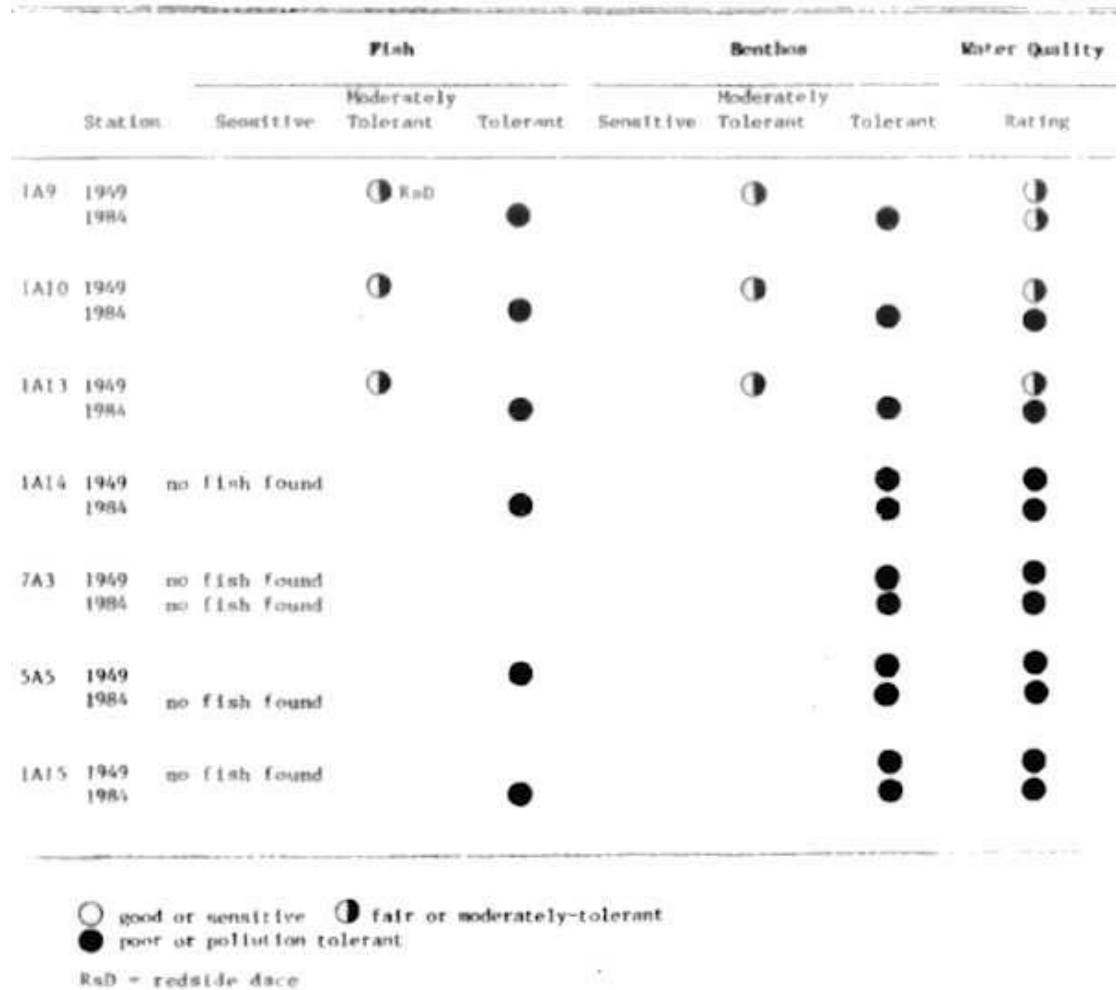 Fish Benthos Water Quality
Moderately Moderately
Station Sensitive Tolerant Tolerant Sensitive Tolerant Tolerant Rating
1A9 1949 RsD
1984
1A10 1949
1984
1A13 1949
1984
1A14 1949 no fish found
1984
7A3 1949 no fish found
1984 no fish found
5A5 1949
1984 no fish found
1A15 1949 no fish found
1984
good or sensitive fair or moderately-tolerant
poor or pollution tolerant
RsD = redside dace